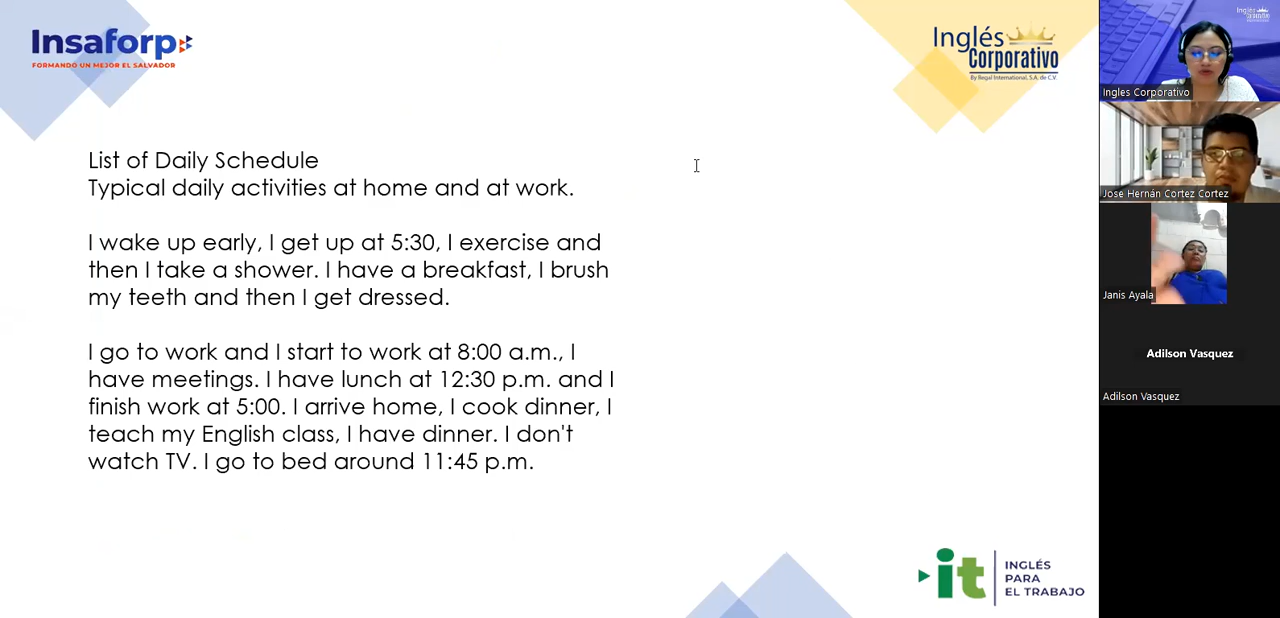 Insaforp
FORMANDO UN MEJOR EL SALVADOR
Inglés
Corporativo
By Regal International, S.A. de C.V.
List of Daily Schedule
Typical daily activities at home and at work.
I wake up early, I get up at 5:30, I exercise and
then I take a shower. I have a breakfast, I brush
my teeth and then I get dressed.
I go to work and I start to work at 8:00 a.m., I
have meetings. I have lunch at 12:30 p.m. and I
finish work at 5:00. I arrive home, I cook dinner, I
teach my English class, I have dinner. I don't
watch TV. I go to bed around 11:45 p.m.
it
INGLÉS
PARA
EL TRABAJO
Ingles Corporativo
Jose Hernán Cortez Cortez
Janis Ayala
Adilson Vasquez
Adilson Vasquez